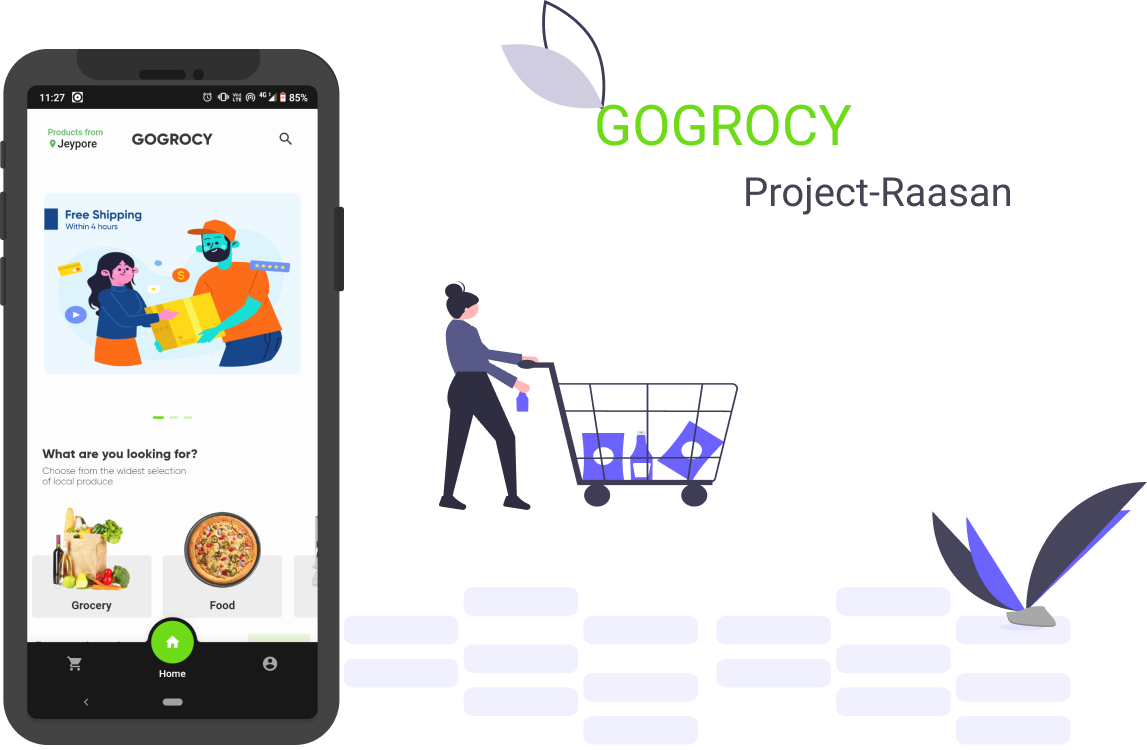 11:27
4G
85%
Products from
Jeypore
GOGROCY
Free Shipping
Within 4 hours
What are you looking for?
Choose from the widest selection
of local produce
Grocery
Food
Home
GOGROCY
Project-Raasan